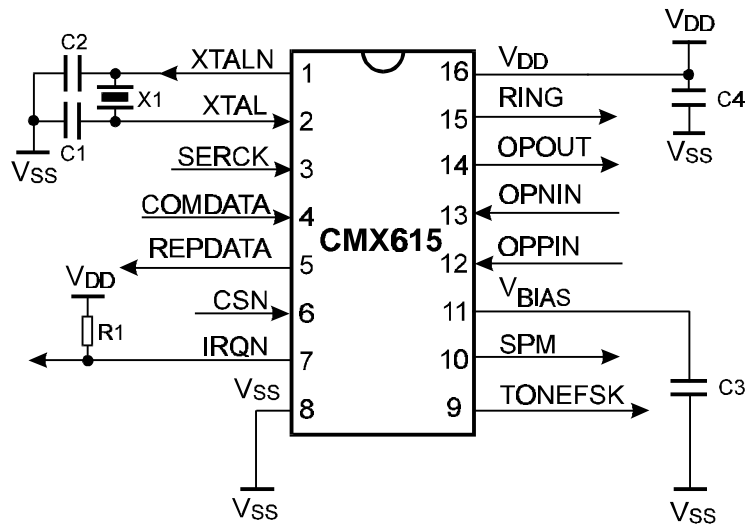 C2
XTALN
1
X1
XTAL
2
C1
VSS
SERCK
3
COMDATA
4
REPDATA
5
VDD
R1
CSN
6
IRQN
7
VSS
8
VSS
CMX615
VDD
16
VDD
C4
VSS
15
RING
14
OPOUT
13
OPNIN
12
OPPIN
11
VBIAS
10
SPM
9
TONEFSK
C3
VSS